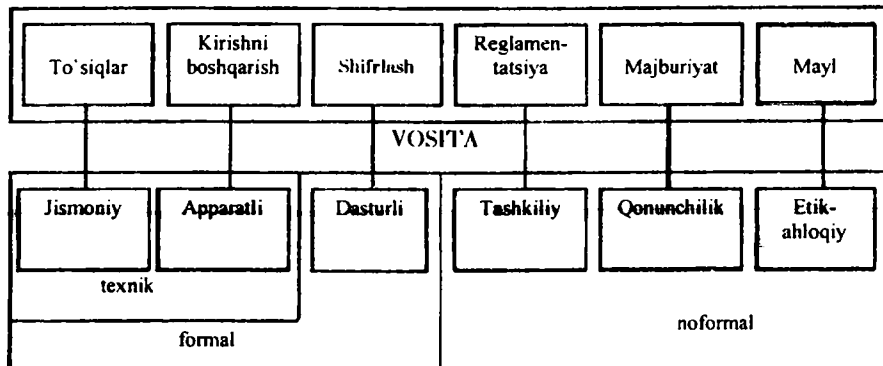 To`siqlar
Kirishni
boshqarish
Shifrlash
Reglamen-
tatsiya
Majburiyat
Mayl
VOSITA
Jismoniy
Apparatli
Dasturli
Tashkiliy
Qonunchilik
Etik-
ahloqiy
texnik
formal
noformal